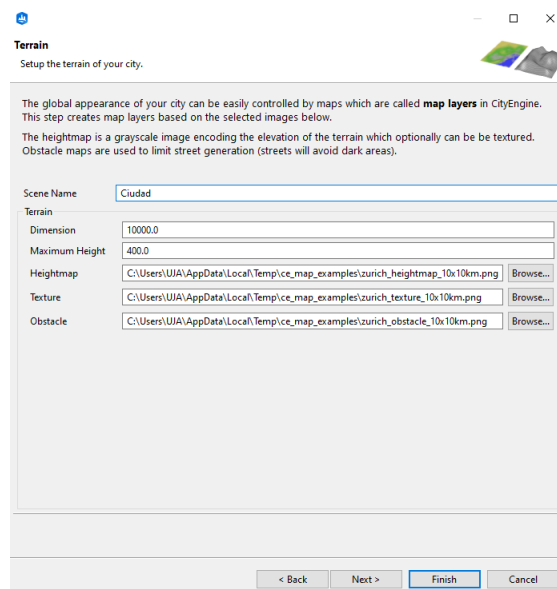 Terrain
Setup the terrain of your city.
The global appearance of your city can be easily controlled by maps which are called map layers in CityEngine.
This step creates map layers based on the selected images below.
The heightmap is a grayscale image encoding the elevation of the terrain which optionally can be be textured.
Obstacle maps are used to limit street generation (streets will avoid dark areas).
Scene Name Ciudad
Terrain
Dimension 10000.0
Maximum Height 400.0
Heightmap C:\Users\UJA\AppData\Local\Temp\ce_map_examples\zurich_heightmap_10x10km.png Browse...
Texture C:\Users\UJA\AppData\Local\Temp\ce_map_examples\zurich_texture_10x10km.png Browse...
Obstacle C:\Users\UJA\AppData\Local\Temp\ce_map_examples\zurich_obstacle_10x10km.png Browse...
< Back Next > Finish Cancel